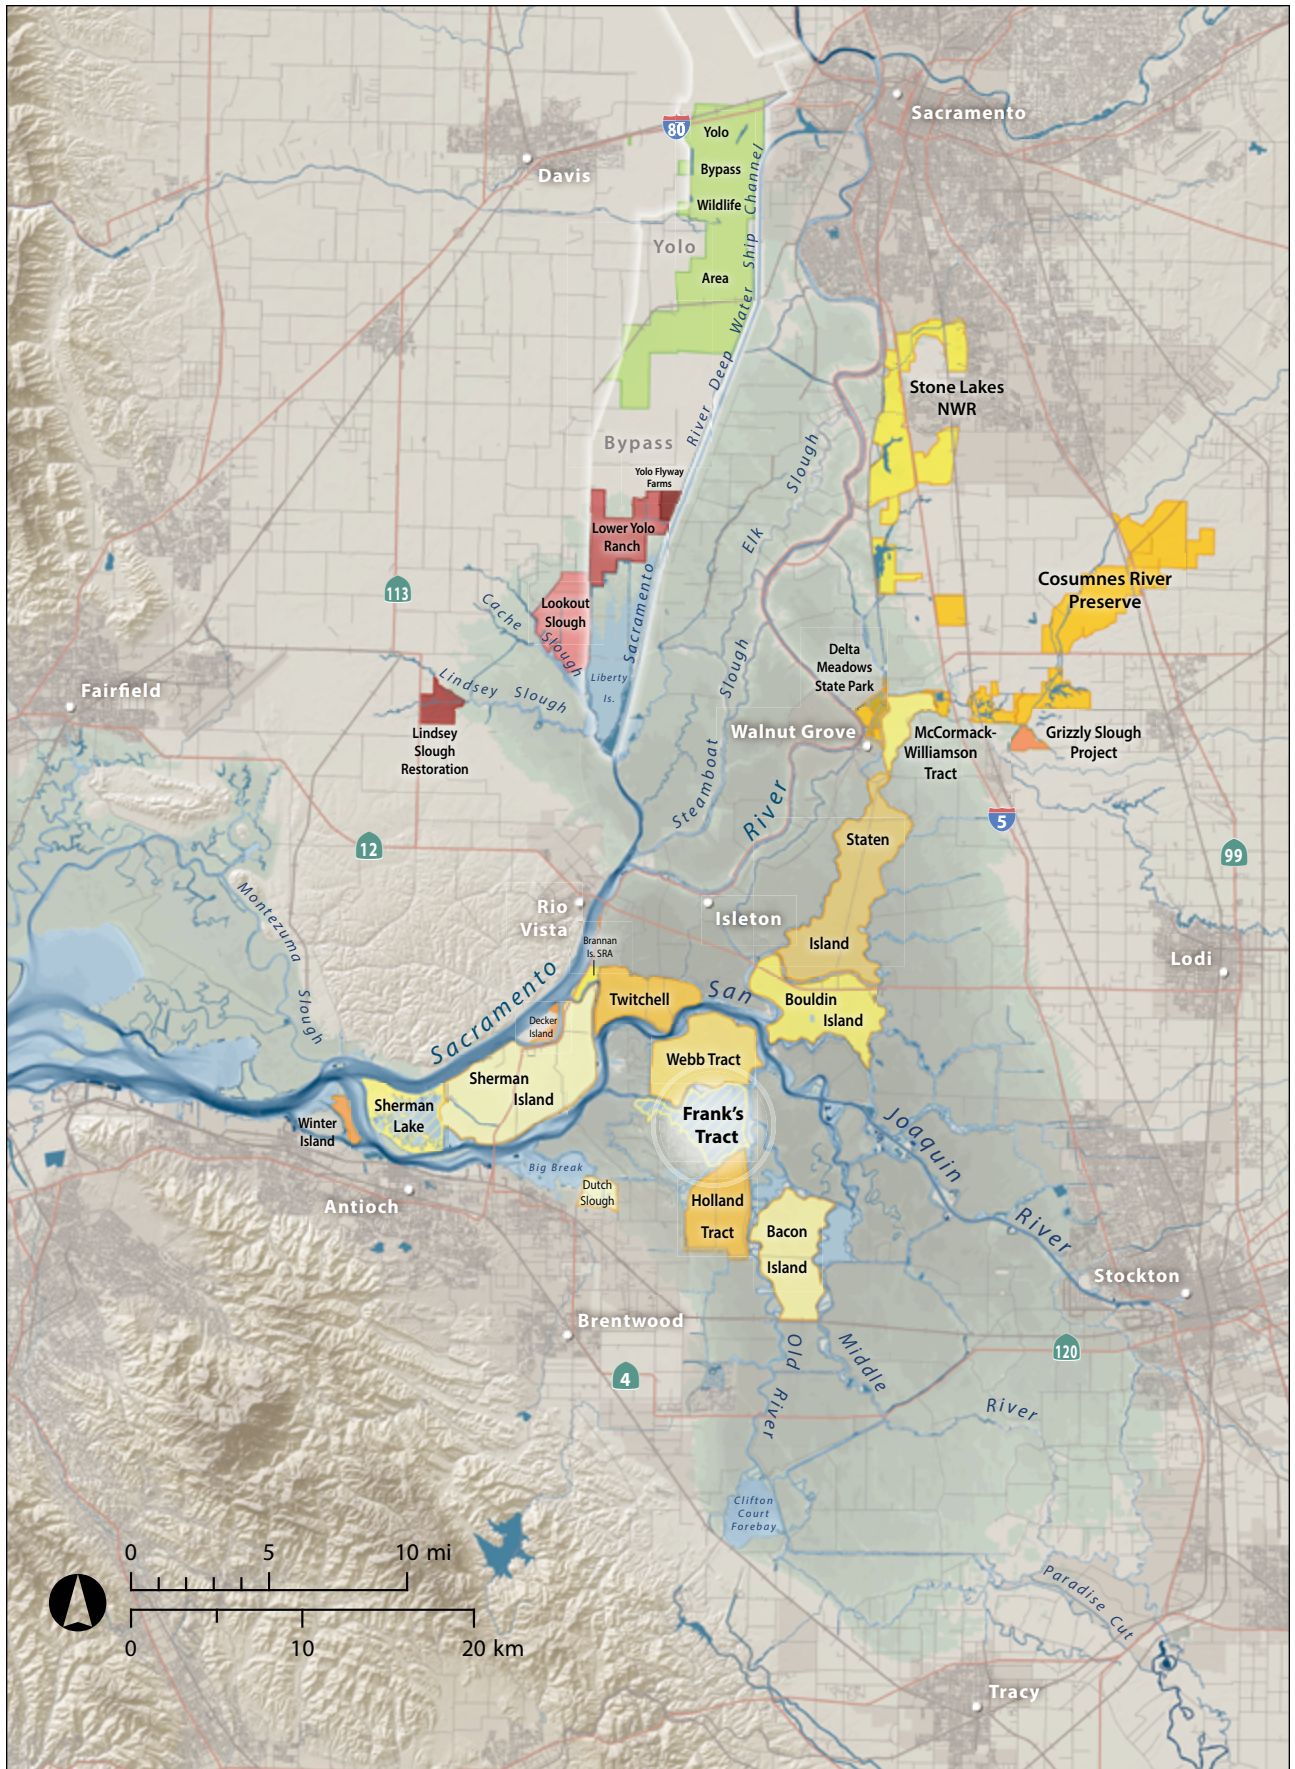 Sacramento
80
Yolo
Bypass
Wildlife
Area
Davis
Yolo
Bypass
Sacramento River Deep Water Ship Channel
Stone Lakes
NWR
Yolo Flyway
Farms
Lower Yolo
Ranch
Elk Slough
Cosumnes River
Preserve
113
Lookout
Slough
Cache Slough
Liberty
Is.
Lindsey Slough
Delta
Meadows
State Park
Fairfield
Lindsey
Slough
Restoration
Steamboat Slough
Walnut Grove
McCormack-
Williamson
Tract
Grizzly Slough
Project
Sacramento River
5
12
Staten
Island
99
Montezuma Slough
Rio
Vista
Isleton
Brannan
Is. SRA
Lodi
Twitchell
San Joaquin River
Bouldin
Island
Decker
Island
Webb Tract
Sherman
Island
Sherman
Lake
Winter
Island
Frank's
Tract
Big Break
Dutch
Slough
Antioch
Holland
Tract
Bacon
Island
Stockton
Brentwood
Old River
Middle River
120
4
Clifton
Court
Forebay
0 5 10 mi
0 10 20 km
Paradise Cut
Tracy